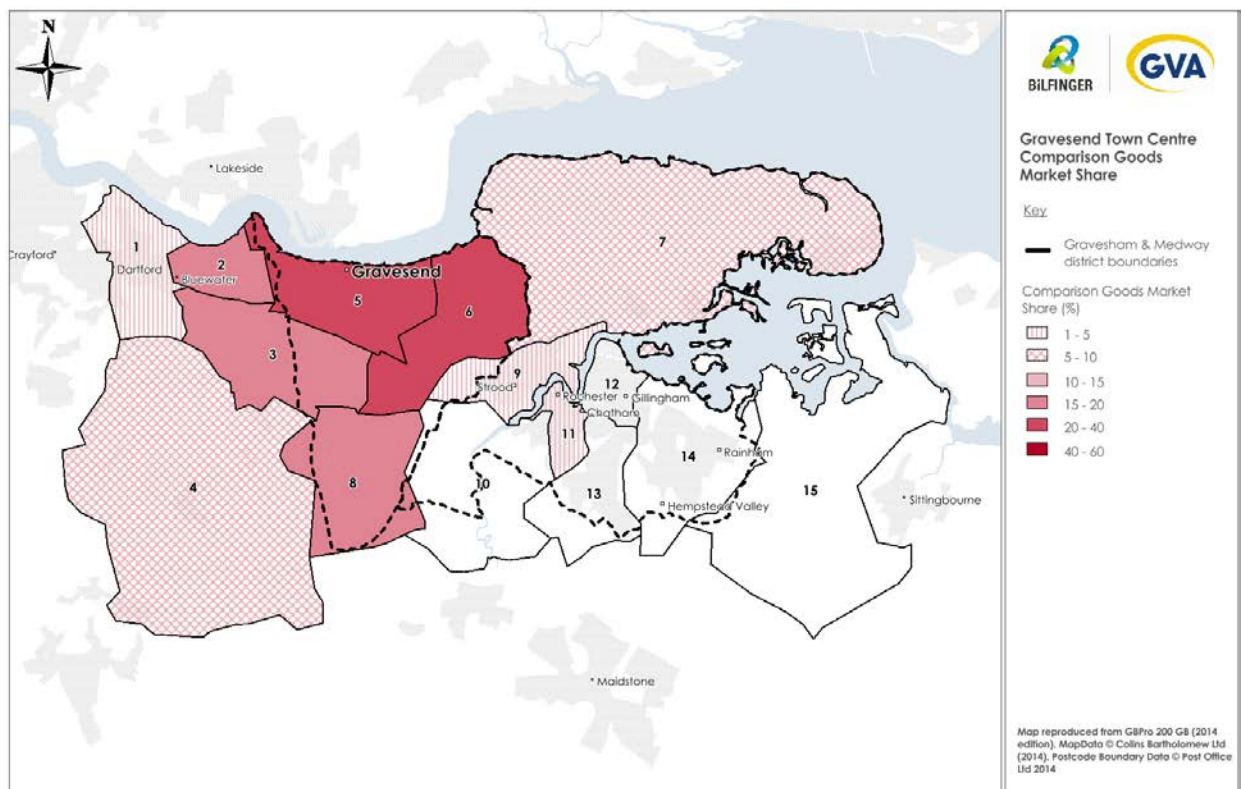 N
Lakeside
1
Crayford
Dartford
2
Bluewater
Gravesend
5
7
3
6
9
Strood
12
Rochester
Gillingham
Chatham
11
4
8
10
14
Rainham
13
15
Hempstead Valley
Sittingbourne
Maidstone
BILFINGER
GVA
Gravesend Town Centre
Comparison Goods
Market Share
Key
Gravesham & Medway
district boundaries
Comparison Goods Market
Share (%)
1 - 5
5 - 10
10 - 15
15 - 20
20 - 40
40 - 60
Map reproduced from GBPro 200 GB (2014
edition). MapData © Collins Bartholomew Ltd
(2014). Postcode Boundary Data © Post Office
Ltd 2014